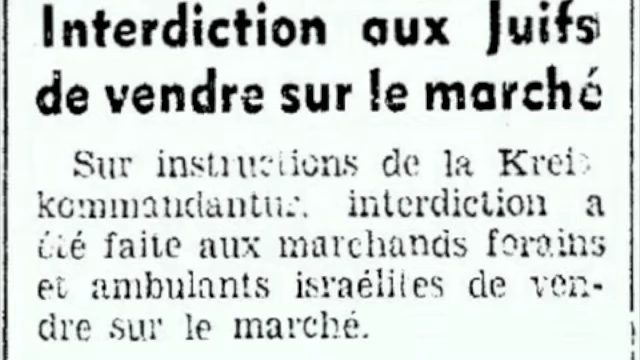 Interdiction aux Juifs
de vendre sur le marché
Sur instructions de la Kreis
kommandantur, interdiction a
été faite aux marchands forains
et ambulants israélites de ven-
dre sur le marché.